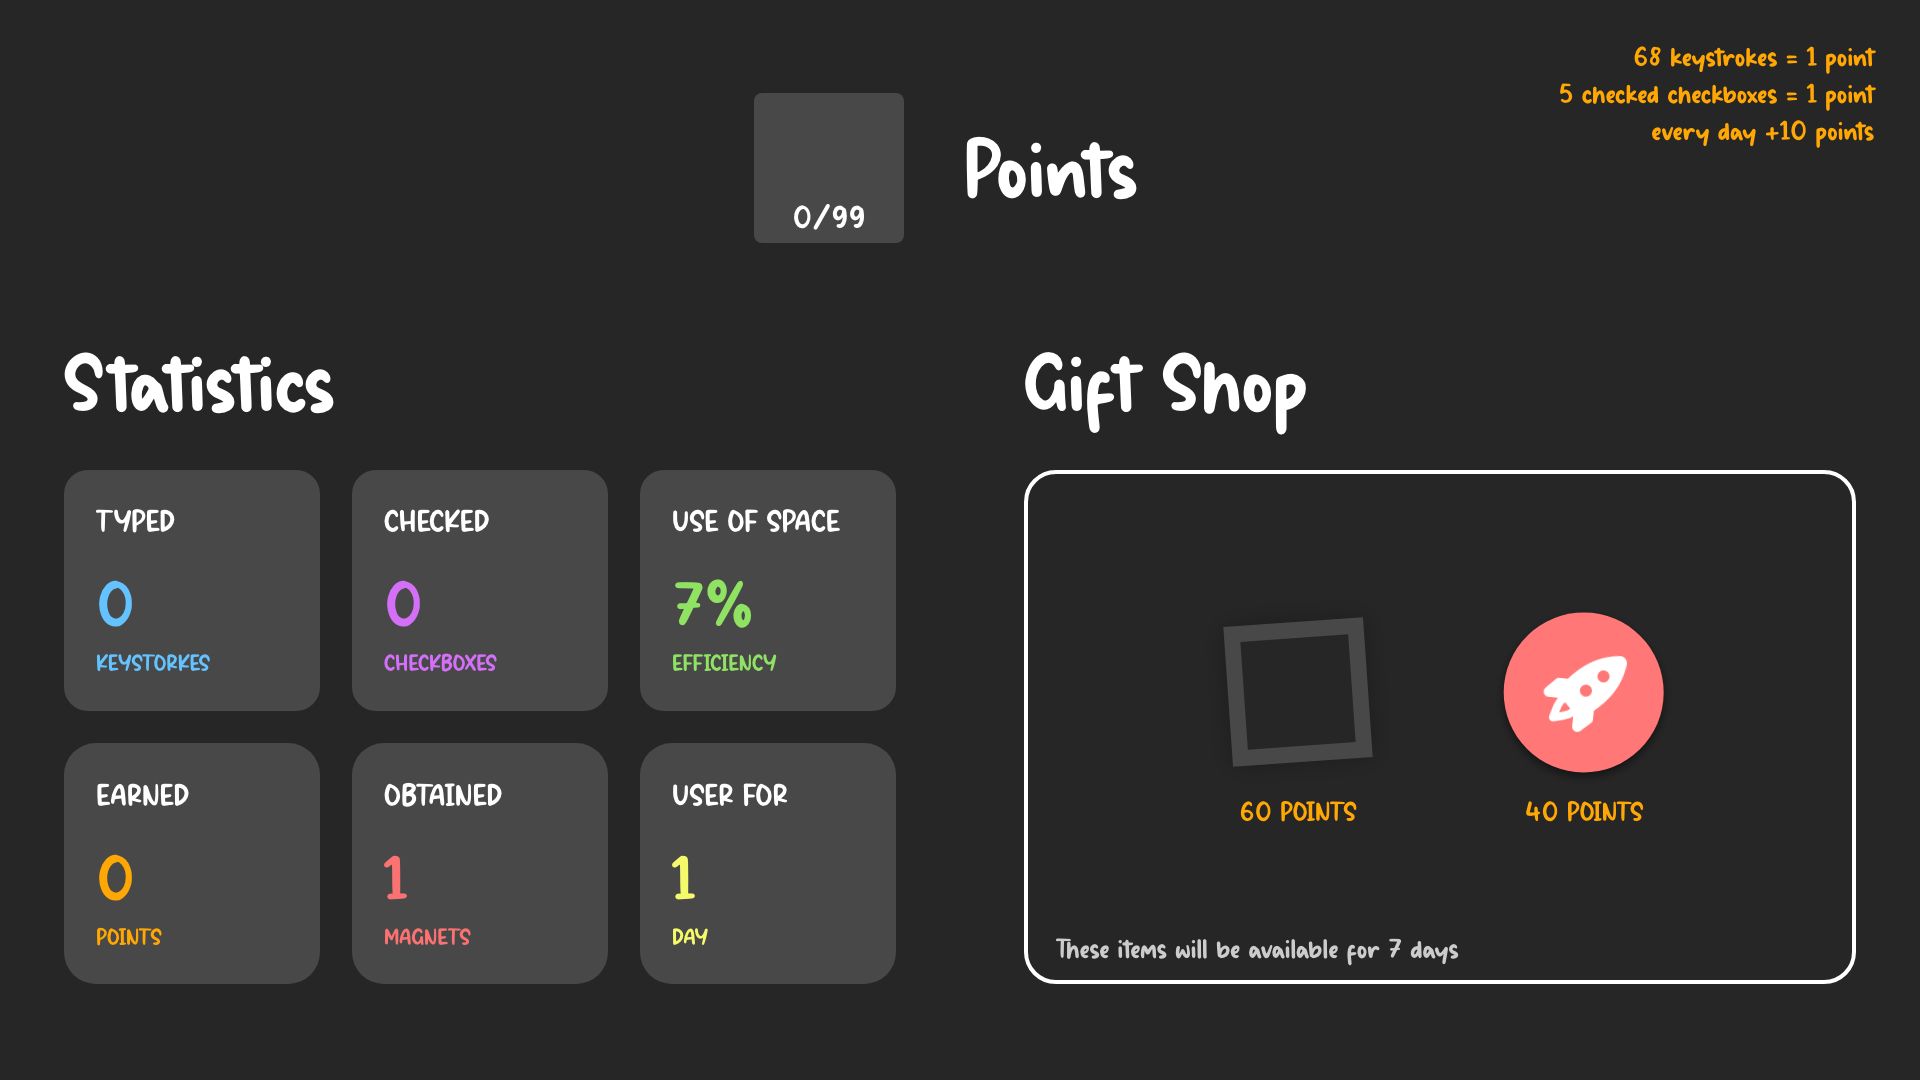 68 keystrokes = 1 point
5 checked checkboxes = 1 point
every day +10 points
0/99
Points
Statistics
TYPED
0
KEYSTORKES
CHECKED
0
CHECKBOXES
USE OF SPACE
7%
EFFICIENCY
EARNED
0
POINTS
OBTAINED
1
MAGNETS
USER FOR
1
DAY
Gift Shop
60 POINTS
40 POINTS
These items will be available for 7 days